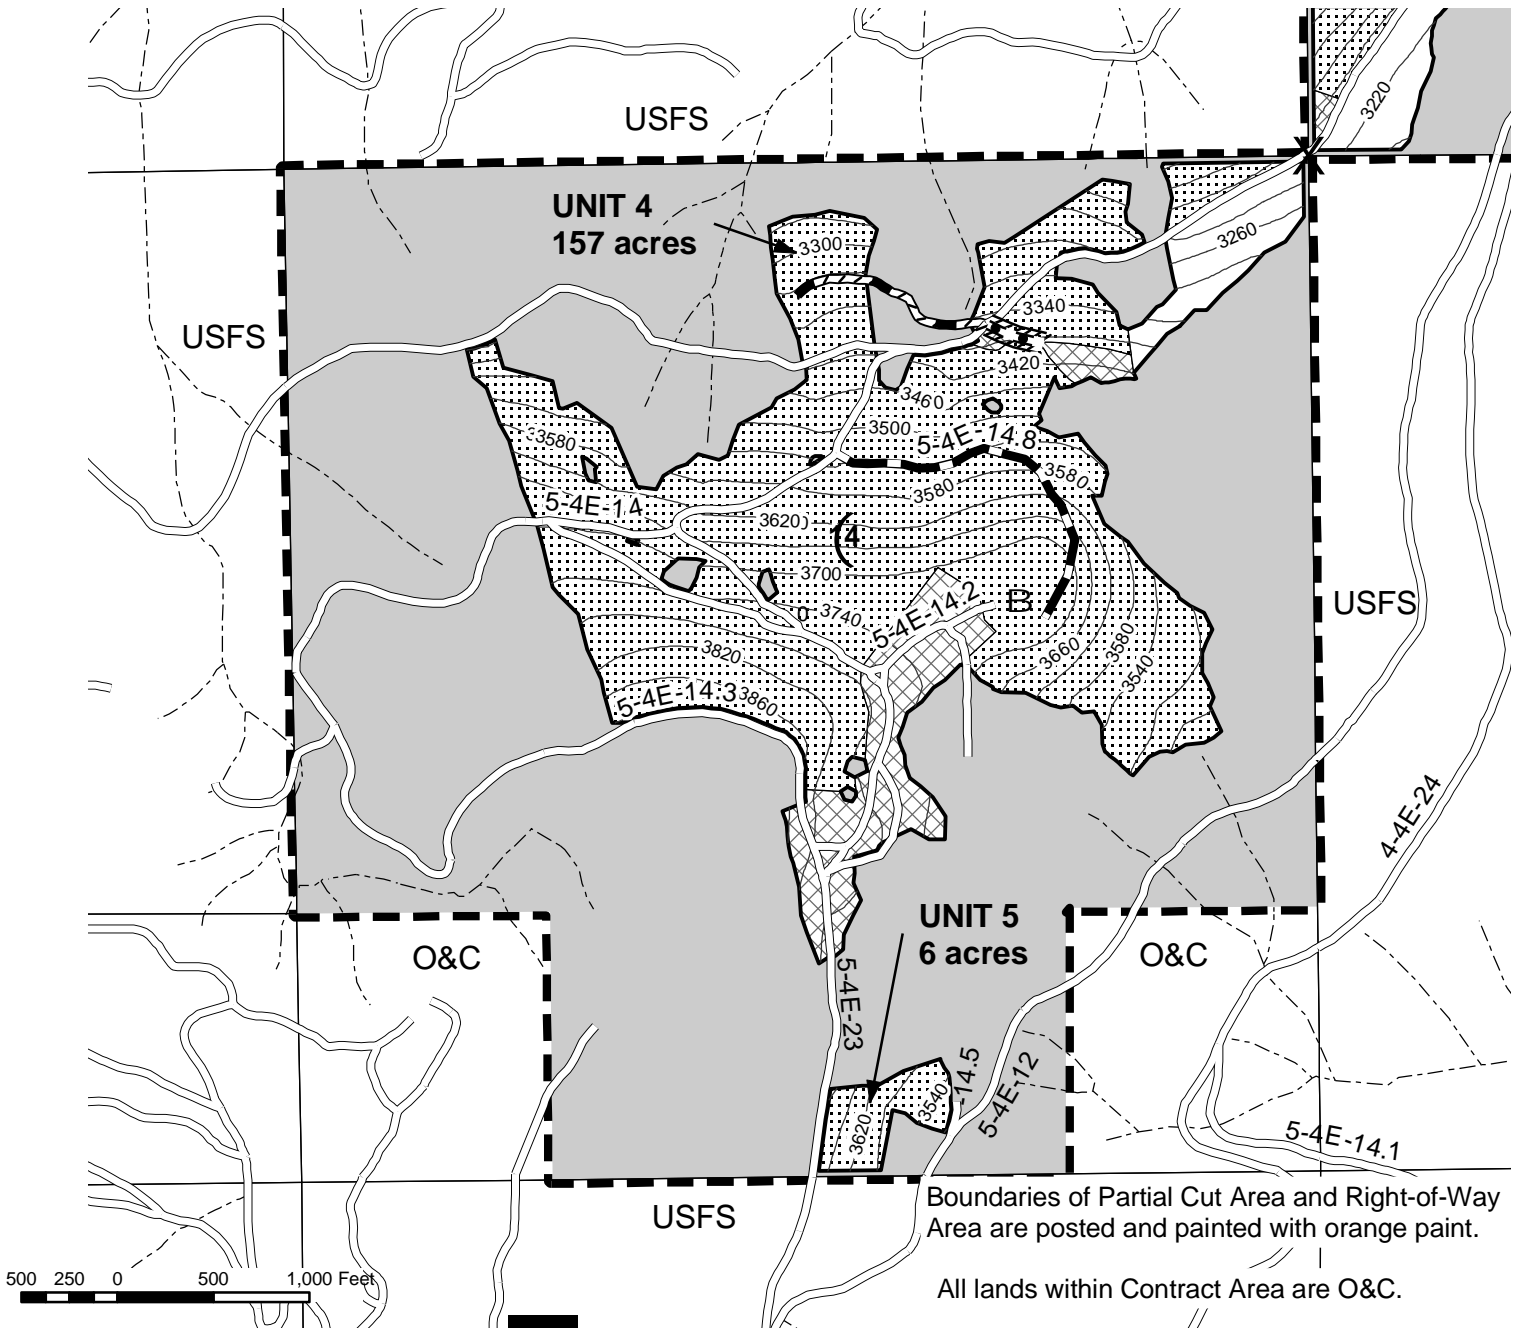 3220
USFS
UNIT 4
157 acres
3300
3260
USFS
3340
3420
3460
3500
5-4E-14.8
3580
3580
3580
5-4E-14
3620
14
3700
3740
5-4E-14.2
B
USFS
3820
3660
3580
3540
5-4E-14.3
3860
4-4E-24
UNIT 5
6 acres
O&C
O&C
5-4E-23
14.5
5-4E-12
3540
3620
5-4E-14.1
USFS
Boundaries of Partial Cut Area and Right-of-Way
Area are posted and painted with orange paint.
All lands within Contract Area are O&C.
500 250 0 500 1,000 Feet